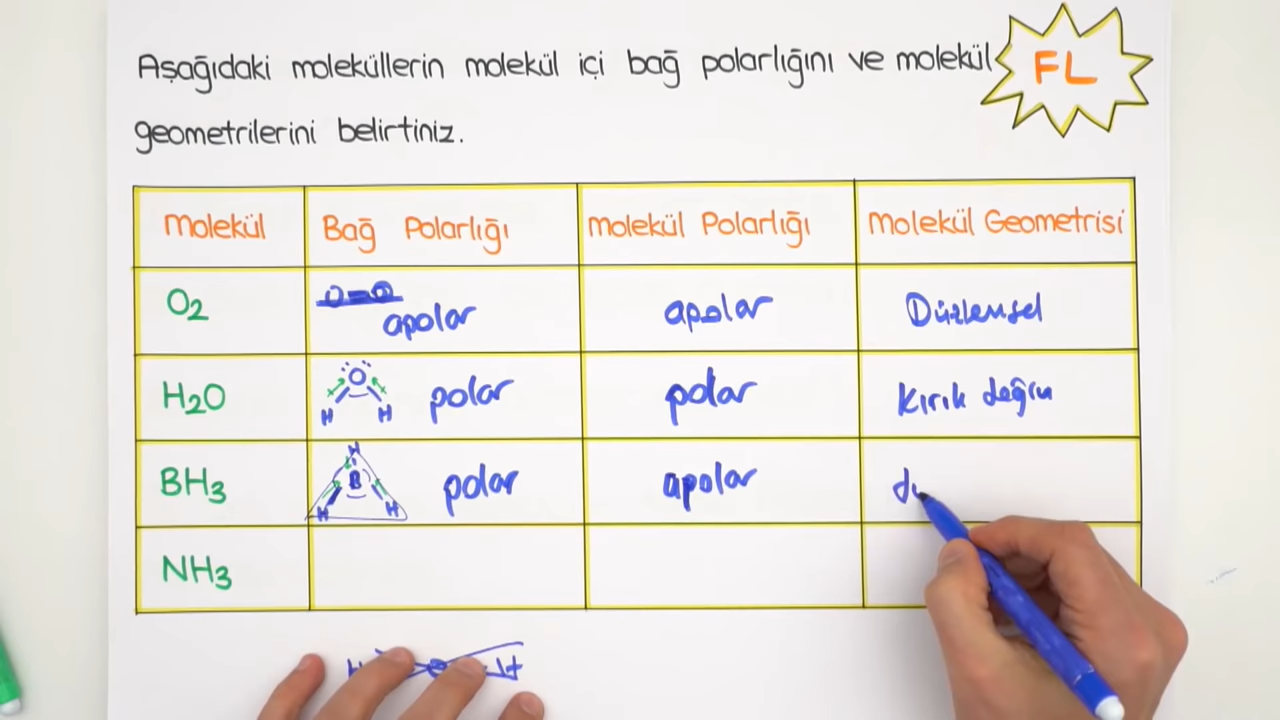 Aşağıdaki moleküllerin molekül içi bağ polarlığını ve molekül
FL
geometrilerini belirtiniz.
Molekül Bağ Polarlığı Molekül Polarlığı Molekül Geometrisi
O2 O=O apolar apolar Düzlemsel
H2O O H H polar polar Kırık doğru
BH3 H B H H polar apolar dü
NH3